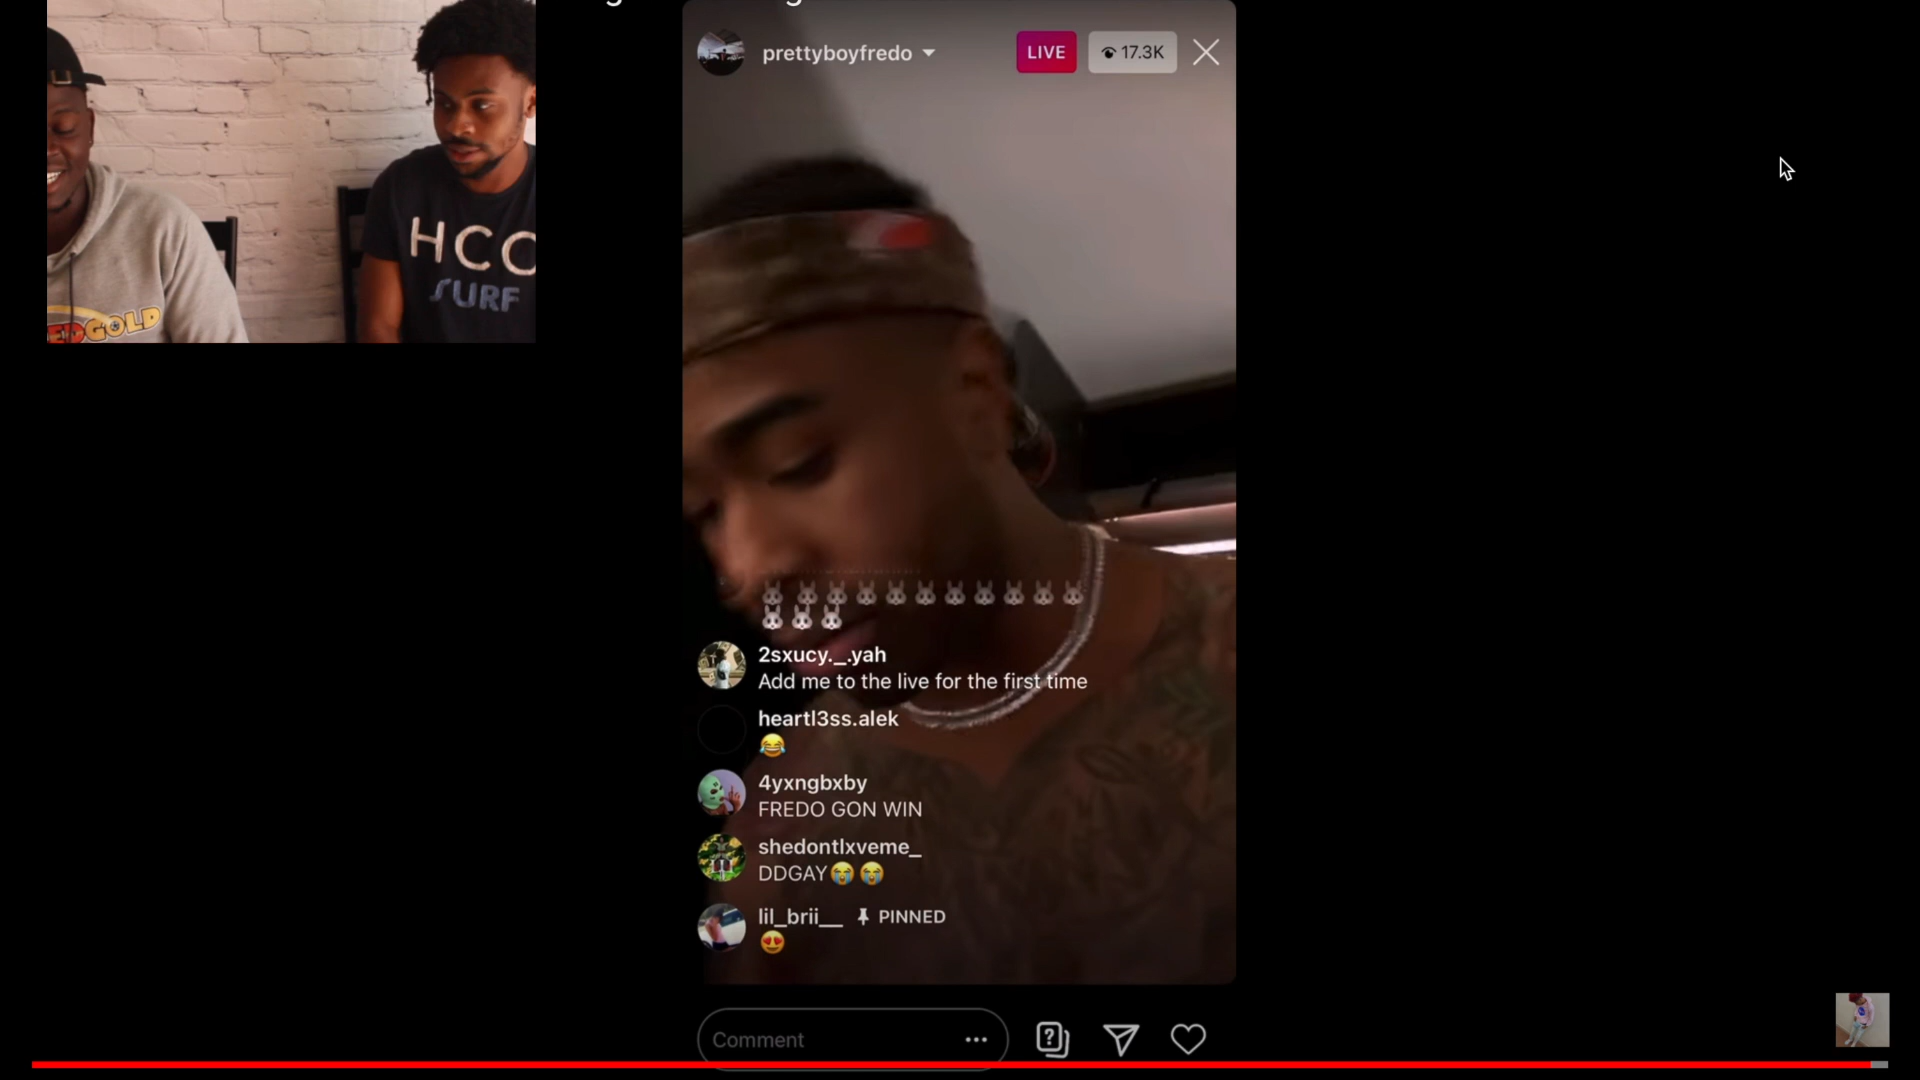 prettyboyfredo
LIVE
17.3K
HCO
SURF
EDGOLD
🐰 🐰 🐰 🐰 🐰 🐰 🐰 🐰 🐰 🐰 🐰
🐰 🐰 🐰
2sxucy._.yah
Add me to the live for the first time
heartl3ss.alek
😂
4yxngbxby
FREDO GON WIN
shedontlxveme_
DDGAY😭😭
lil_brii__ PINNED
😍
Comment